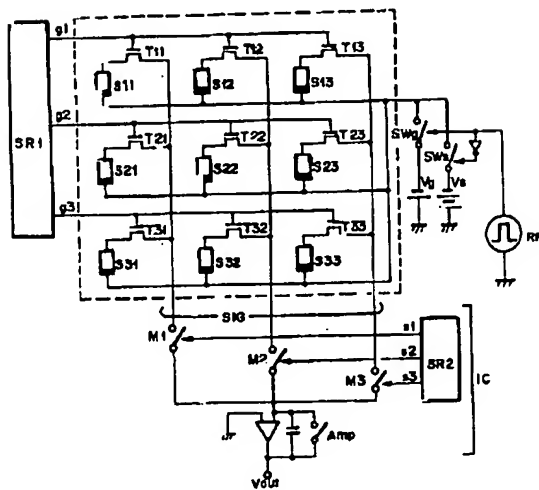 g1
T11
T12
T13
SR1
S11
S12
S13
g2
T21
T22
T23
SWg
SWs
S21
S22
S23
Vg
Vs
g3
T31
T32
T33
RF
S31
S32
S33
SIG
M1
s1
M2
s2
SR2
IC
M3
s3
Amp
Vout